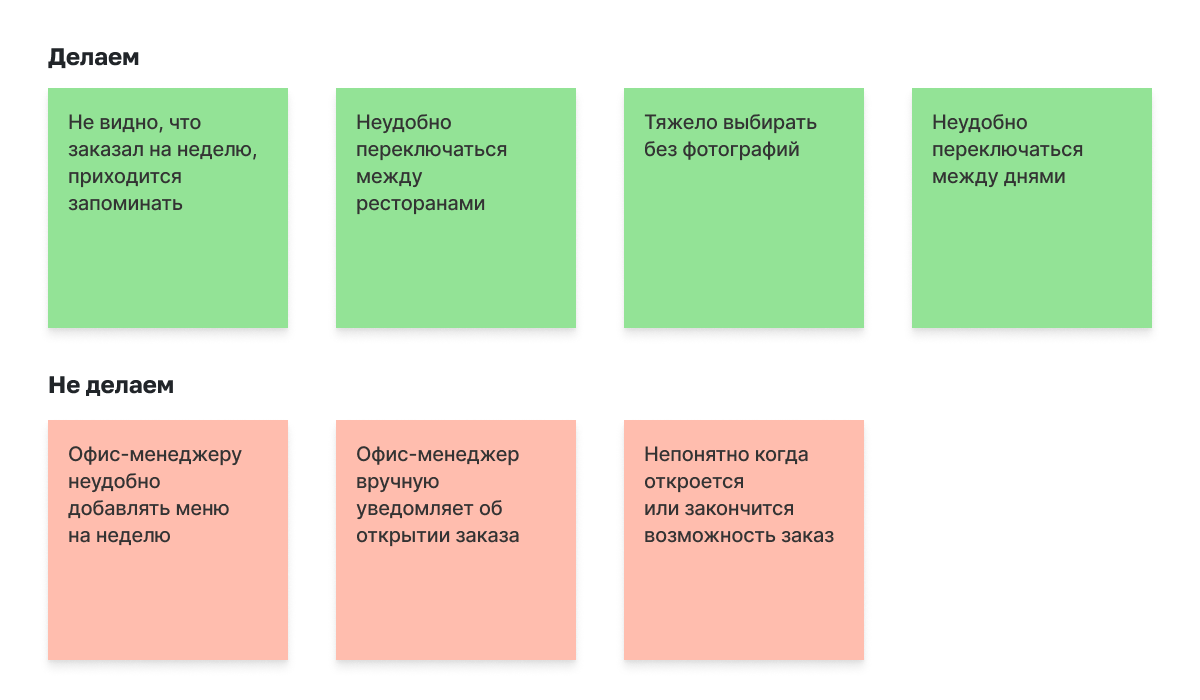 Делаем
Не видно, что
заказал на неделю,
приходится
запоминать
Неудобно
переключаться
между
ресторанами
Тяжело выбирать
без фотографий
Неудобно
переключаться
между днями
Не делаем
Офис-менеджеру
неудобно
добавлять меню
на неделю
Офис-менеджер
вручную
уведомляет об
открытии заказа
Непонятно когда
откроется
или закончится
возможность заказ